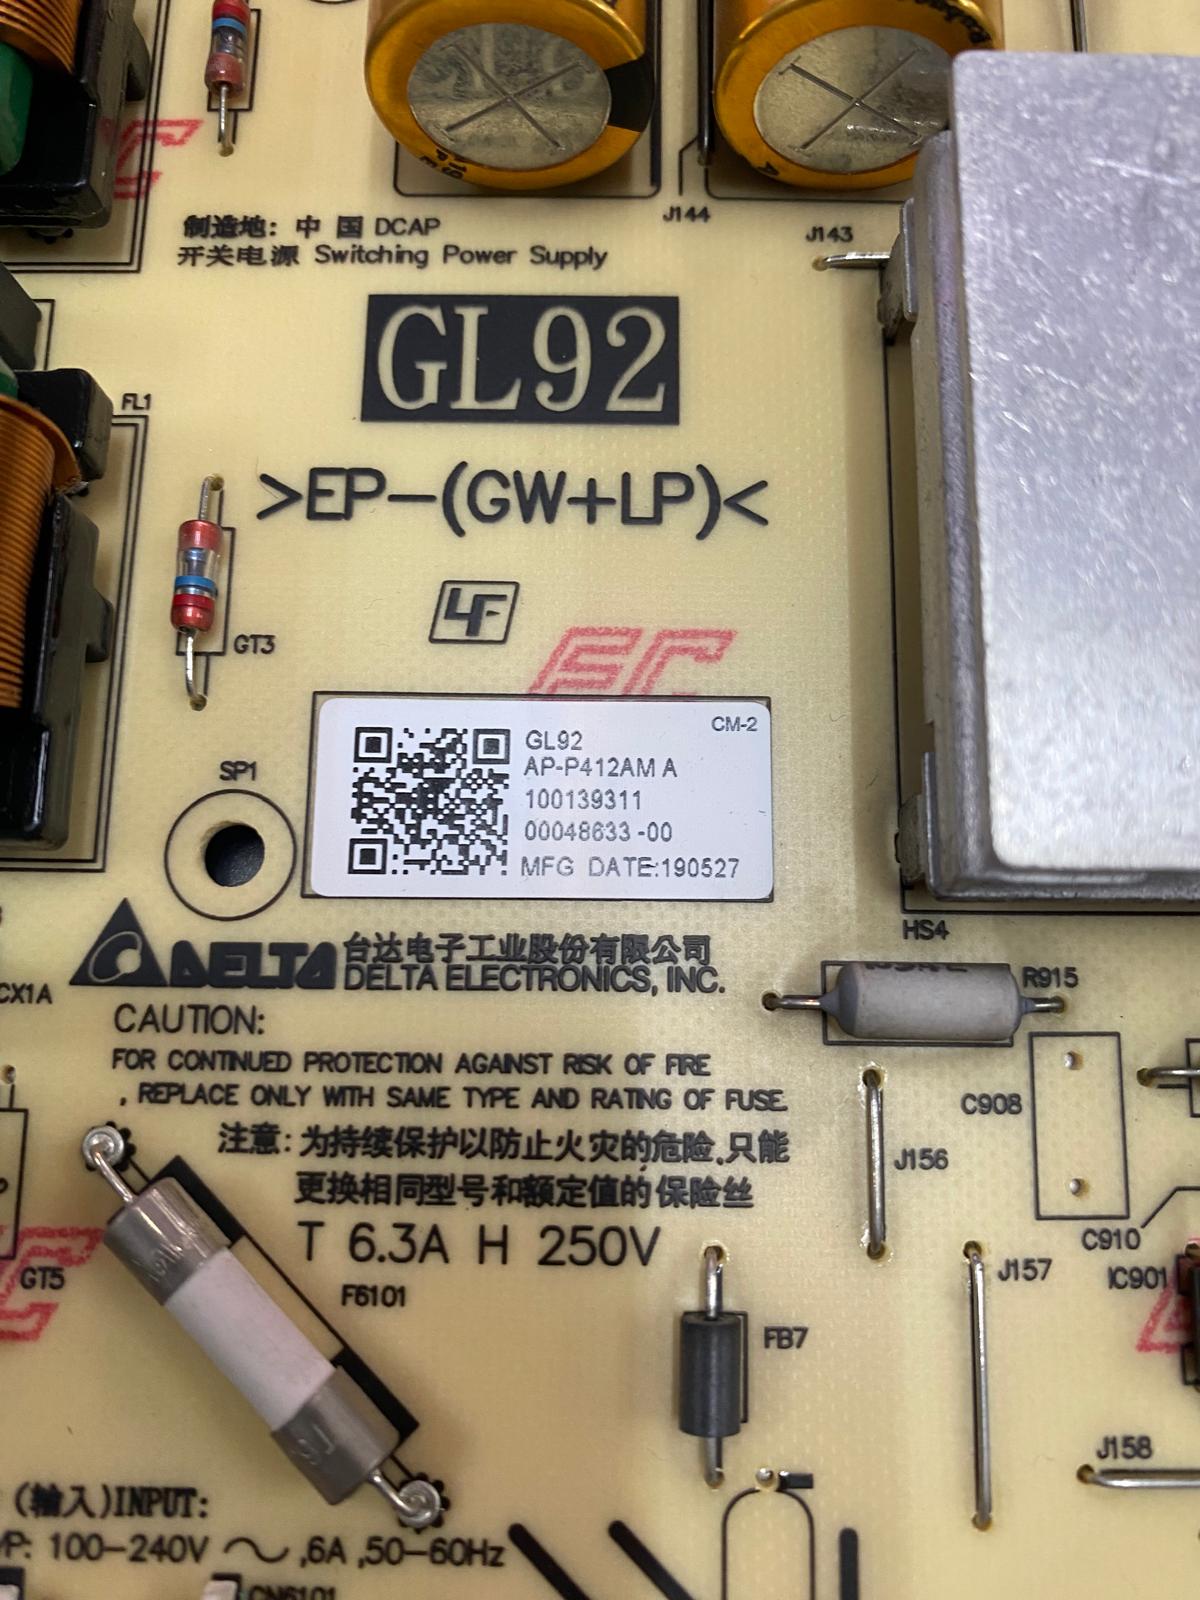 J144
J143
制造地: 中 国 DCAP
开关电源 Switching Power Supply
GL92
FL1
>EP-(GW+LP)<
GT3
LF
CM-2
GL92
AP-P412AM A
100139311
00048633 -00
MFG DATE:190527
SP1
HS4
DELTA 台达电子工业股份有限公司
DELTA ELECTRONICS, INC.
CX1A
R915
CAUTION:
FOR CONTINUED PROTECTION AGAINST RISK OF FIRE
, REPLACE ONLY WITH SAME TYPE AND RATING OF FUSE.
C908
注意: 为持续保护以防止火灾的危险,只能
更换相同型号和额定值的保险丝
J156
T 6.3A H 250V
C910
GT5
F6101
J157
IC901
FB7
J158
(輸入)INPUT:
100-240V ～ ,6A ,50-60Hz
CN6101